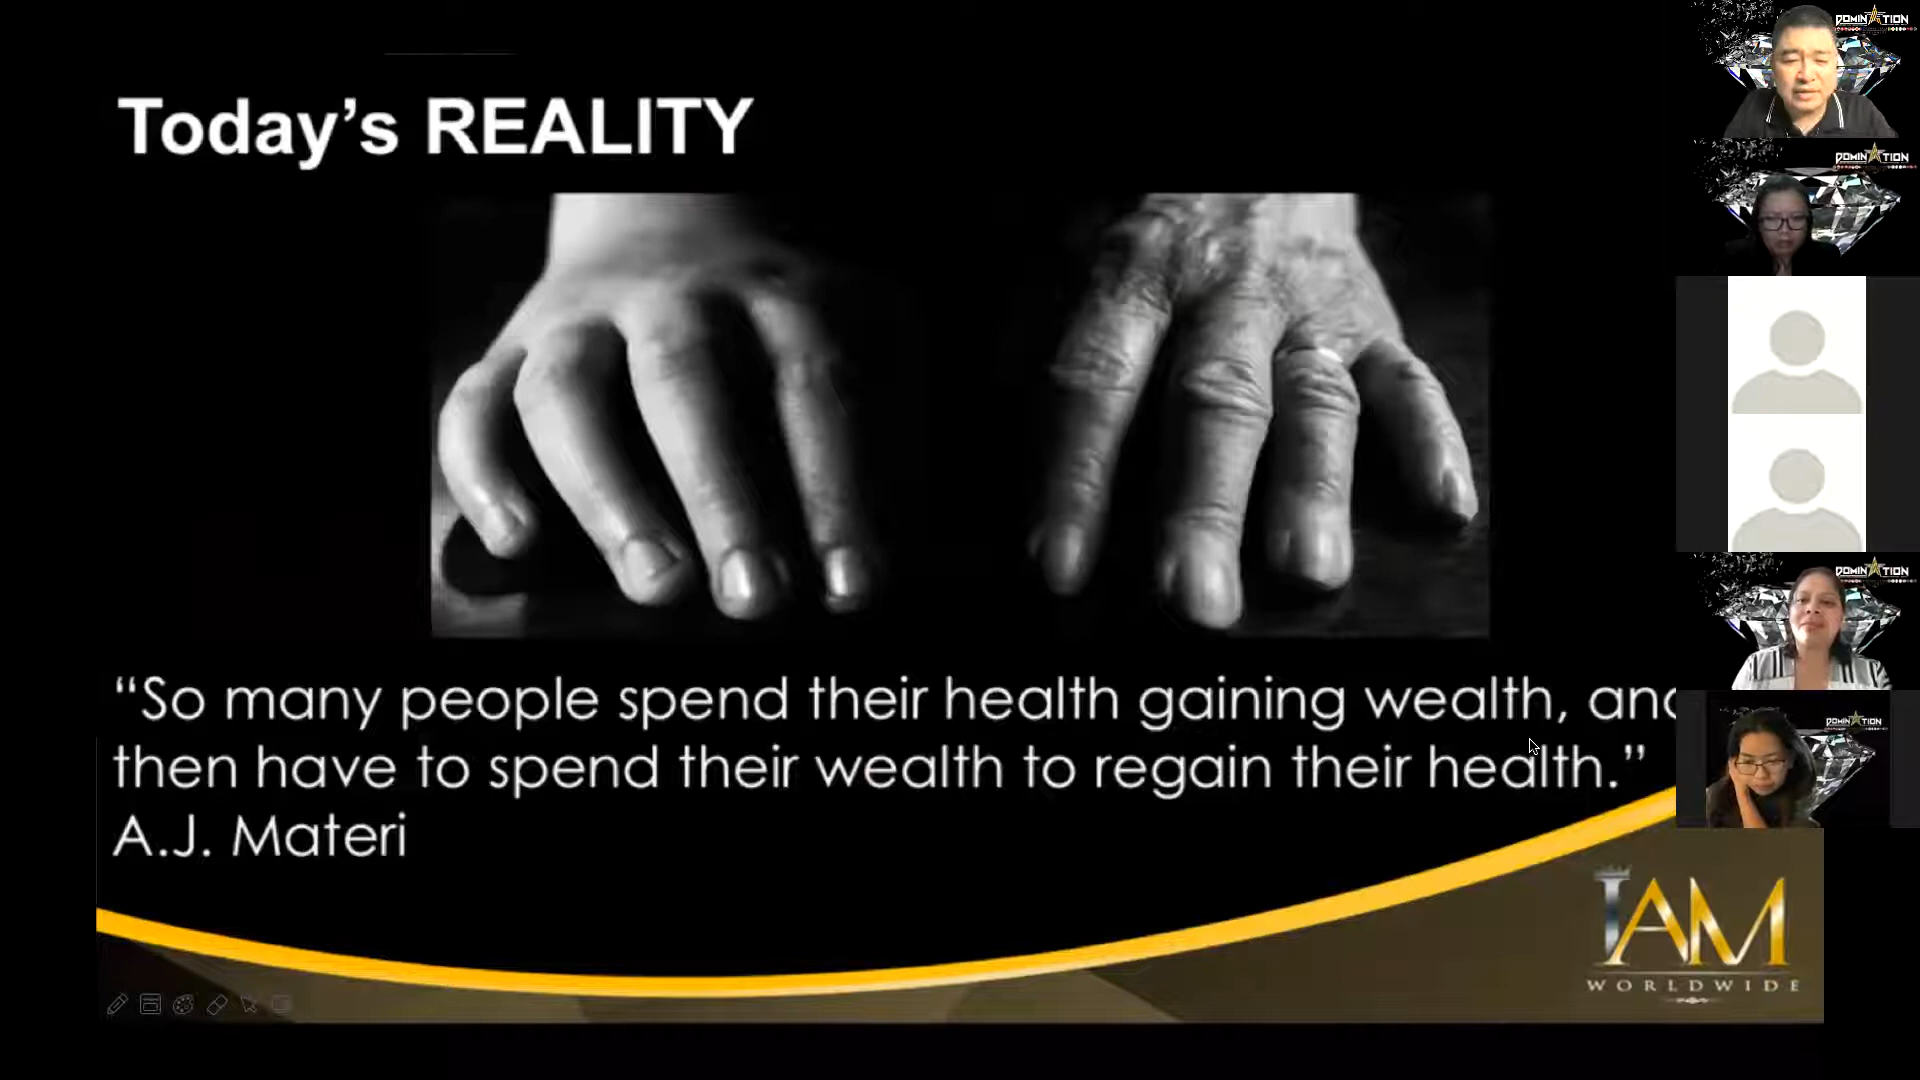 Today's REALITY
“So many people spend their health gaining wealth, and
then have to spend their wealth to regain their health.”
A.J. Materi
IAM
WORLDWIDE
DOMINATION
DOMINATION
DOMINATION
DOMINATION